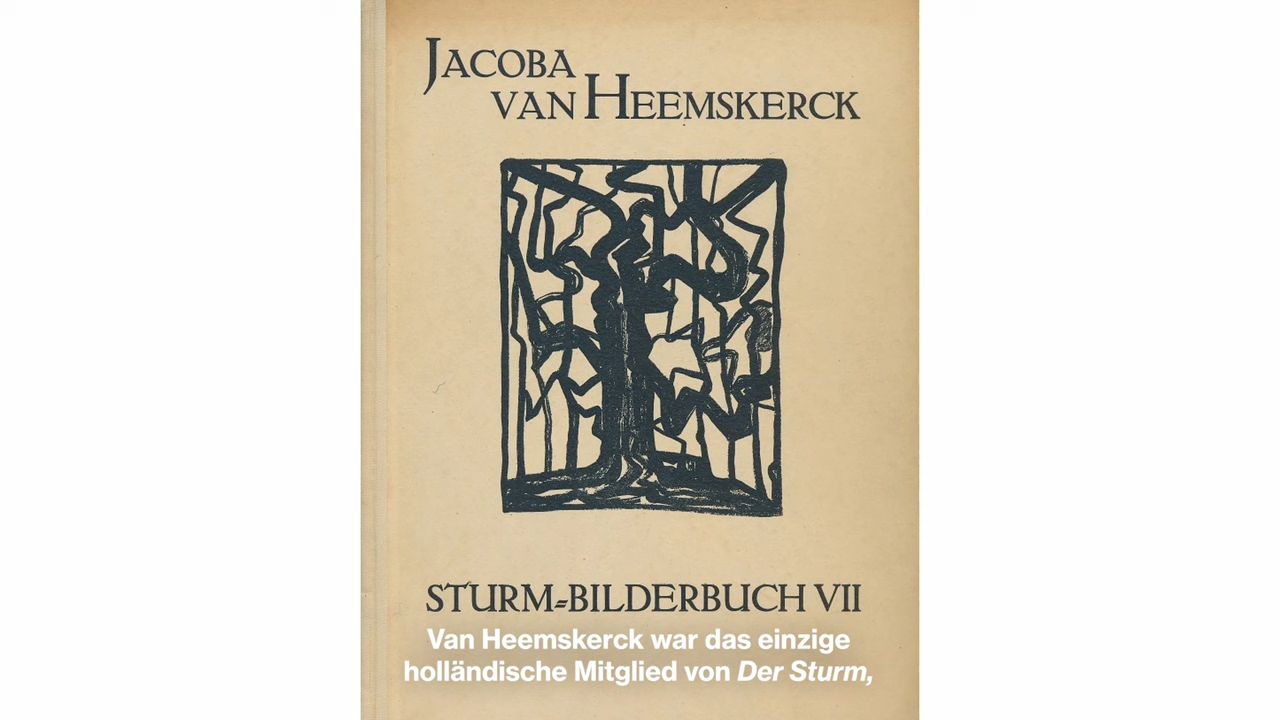 JACOBA
VAN HEEMSKERCK
STURM=BILDERBUCH VII
Van Heemskerck war das einzige
holländische Mitglied von Der Sturm,